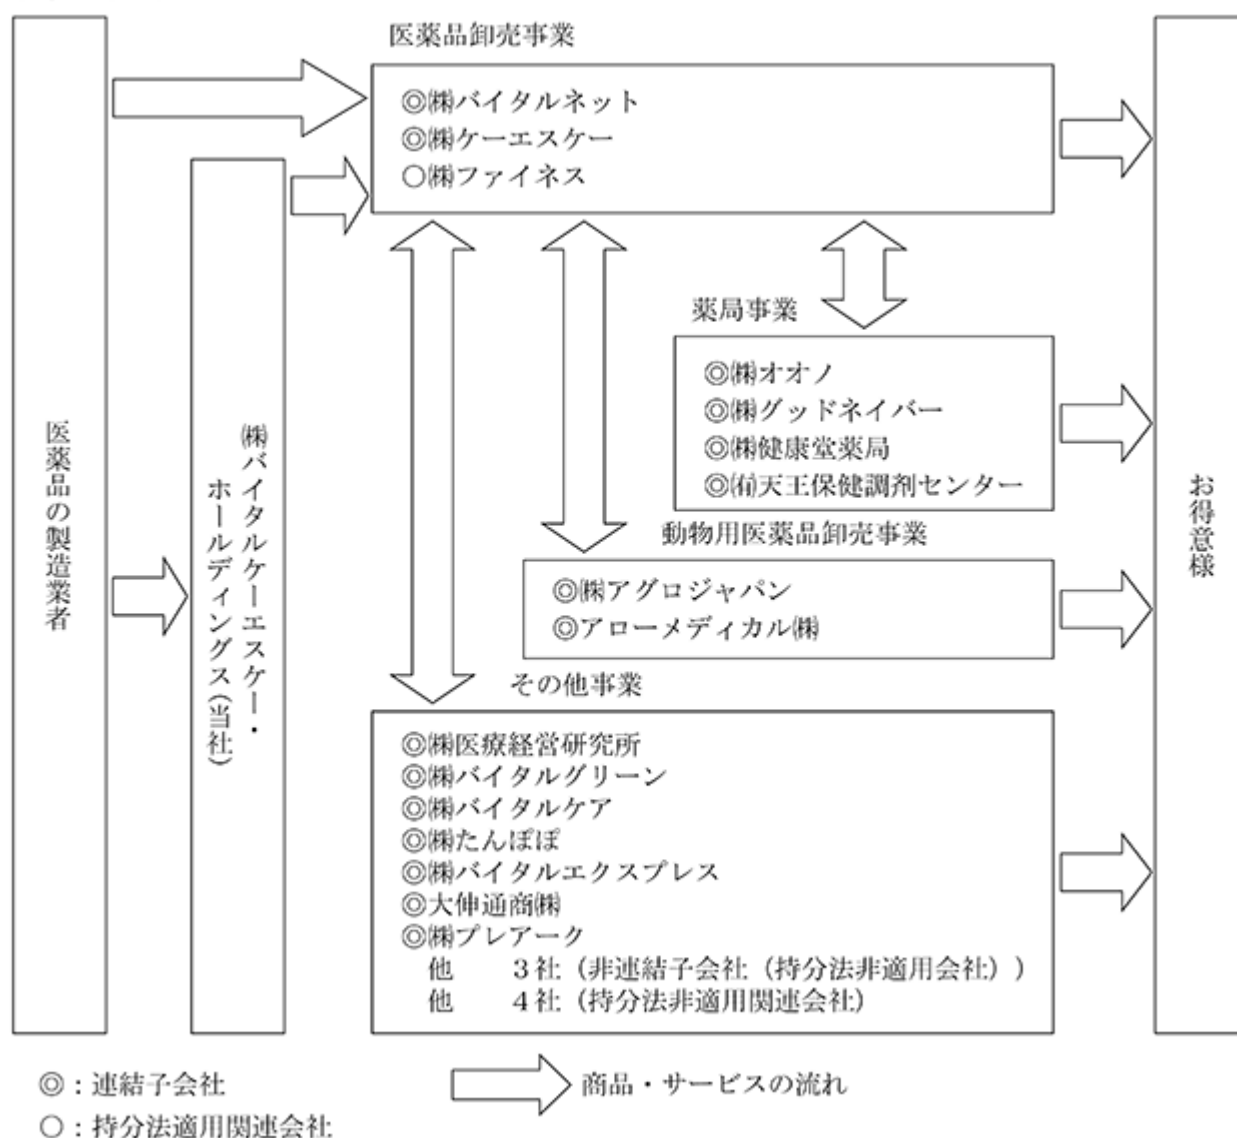 医薬品の製造業者
㈱バイタルケーエスケー・
ホールディングス（当社）
医薬品卸売事業
◎㈱バイタルネット
◎㈱ケーエスケー
○㈱ファイネス
薬局事業
◎㈱オオノ
◎㈱グッドネイバー
◎㈱健康堂薬局
◎㈲天王保健調剤センター
動物用医薬品卸売事業
◎㈱アグロジャパン
◎アローメディカル㈱
その他事業
◎㈱医療経営研究所
◎㈱バイタルグリーン
◎㈱バイタルケア
◎㈱たんぽぽ
◎㈱バイタルエクスプレス
◎大伸通商㈱
◎㈱プレアーク
他　　３社（非連結子会社（持分法非適用会社））
他　　４社（持分法非適用関連会社）
お得意様
◎：連結子会社
商品・サービスの流れ
○：持分法適用関連会社